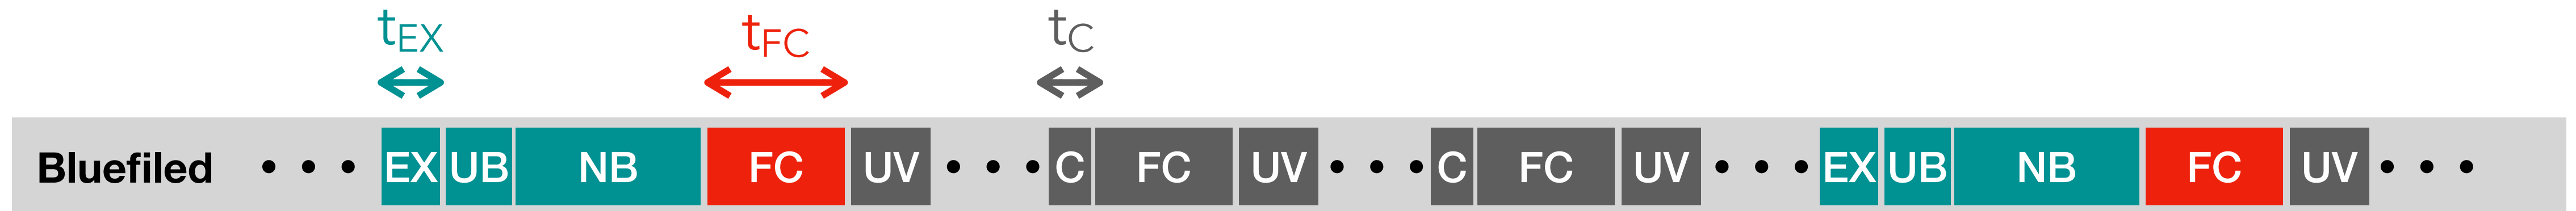 tEX tFC tC
Bluefiled • • • EX UB NB FC UV • • • C FC UV • • • C FC UV • • • EX UB NB FC UV • • •